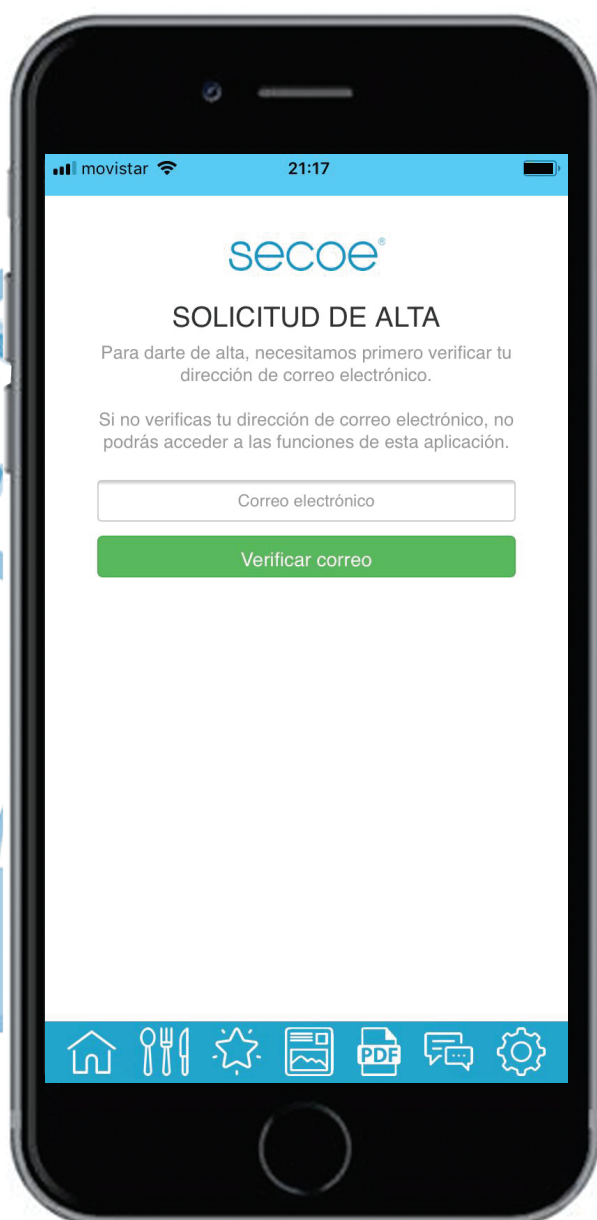 movistar 21:17
secoe®
SOLICITUD DE ALTA
Para darte de alta, necesitamos primero verificar tu
dirección de correo electrónico.
Si no verificas tu dirección de correo electrónico, no
podrás acceder a las funciones de esta aplicación.
Correo electrónico
Verificar correo
PDF